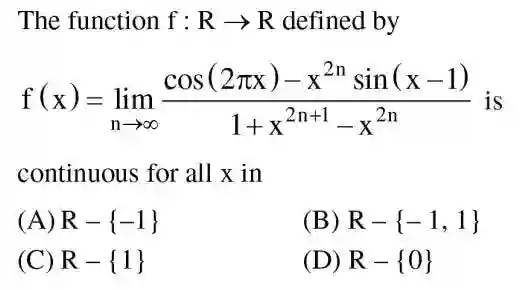 The function f : R → R defined by
f (x) = lim n→∞ cos(2πx) – x^{2n} sin(x – 1) / 1 + x^{2n+1} – x^{2n} is
continuous for all x in
(A) R – {–1} (B) R – {– 1, 1}
(C) R – {1} (D) R – {0}